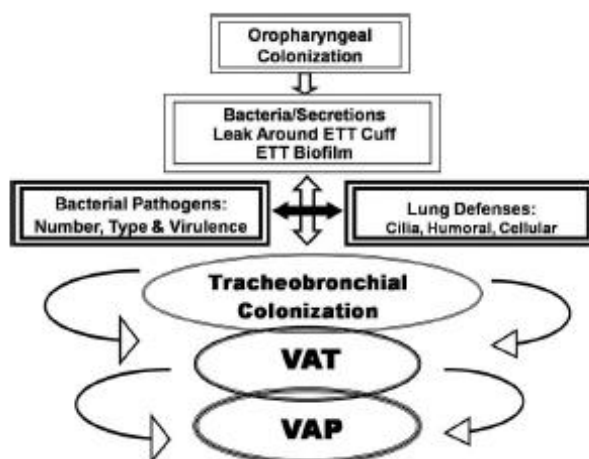 Oropharyngeal
Colonization
Bacteria/Secretions
Leak Around ETT Cuff
ETT Biofilm
Bacterial Pathogens:
Number, Type & Virulence
Lung Defenses:
Cilia, Humoral, Cellular
Tracheobronchial
Colonization
VAT
VAP